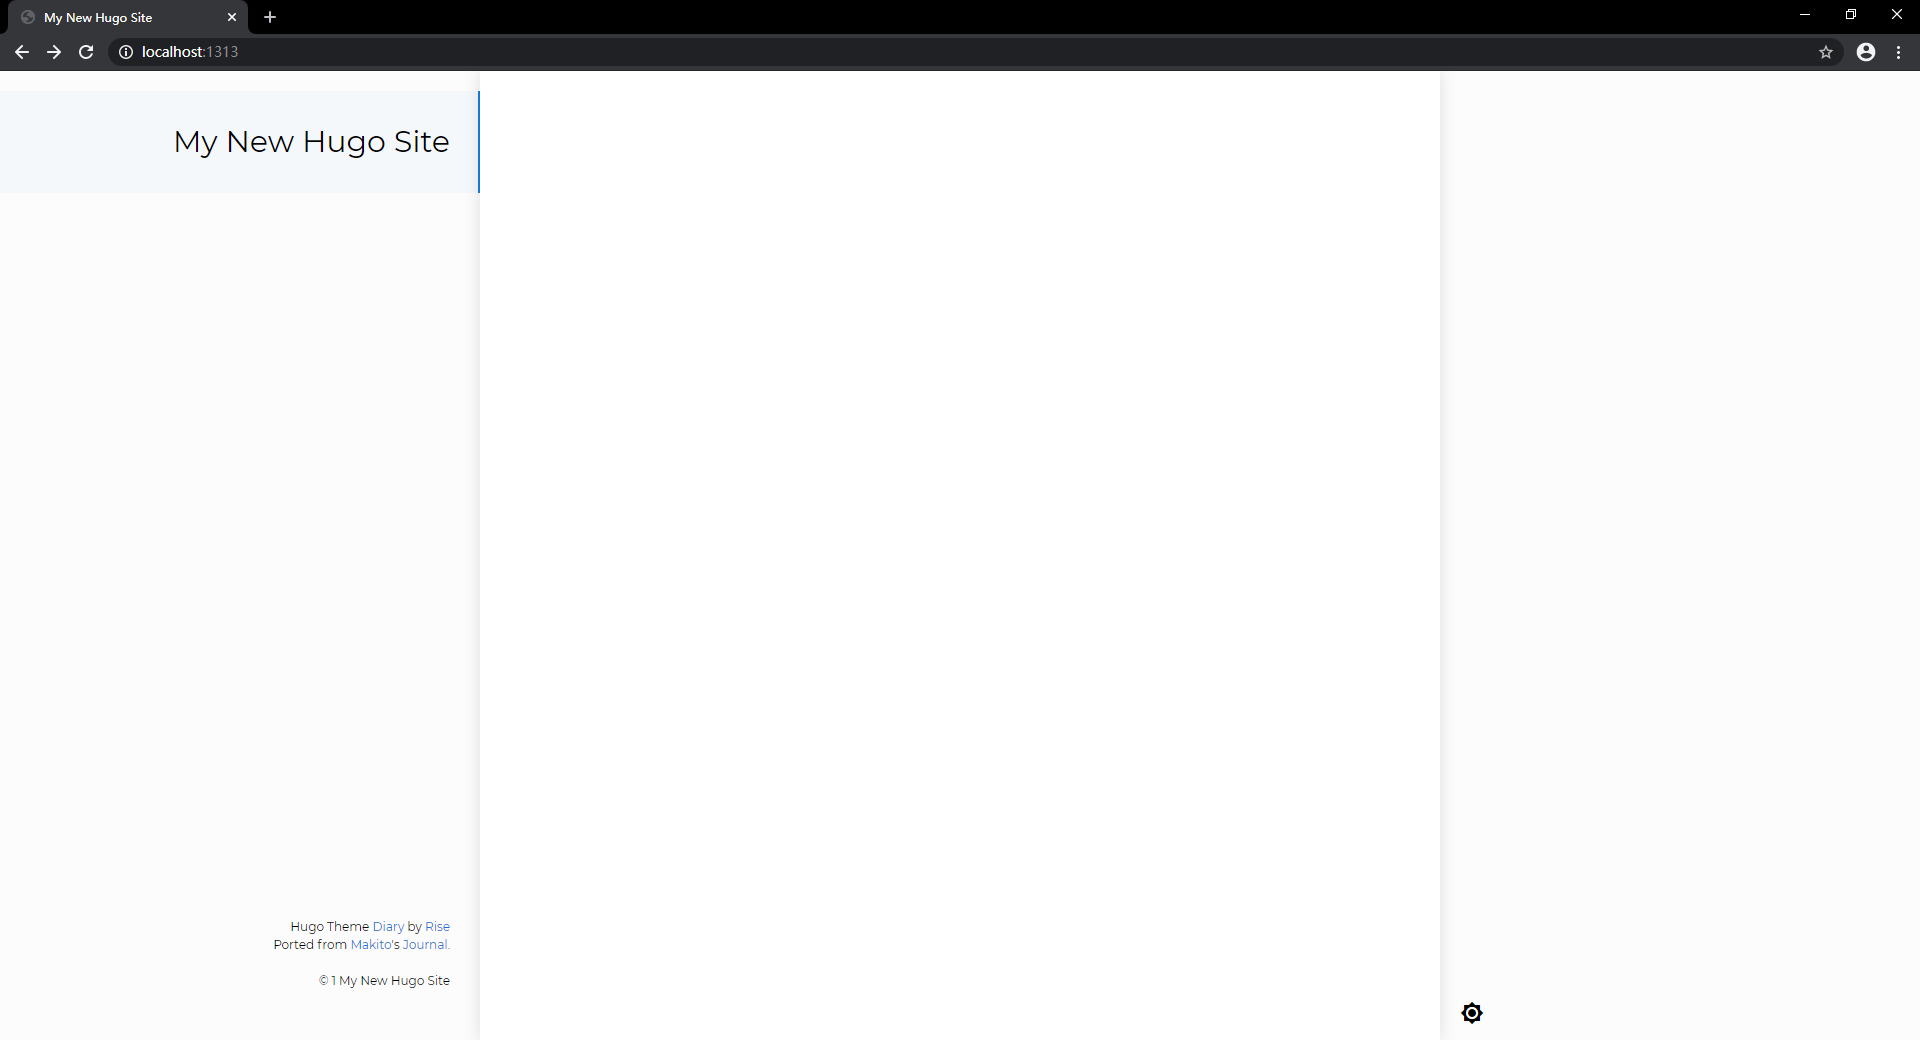 My New Hugo Site
localhost:1313
My New Hugo Site
Hugo Theme Diary by Rise
Ported from Makito's Journal.
© 1 My New Hugo Site